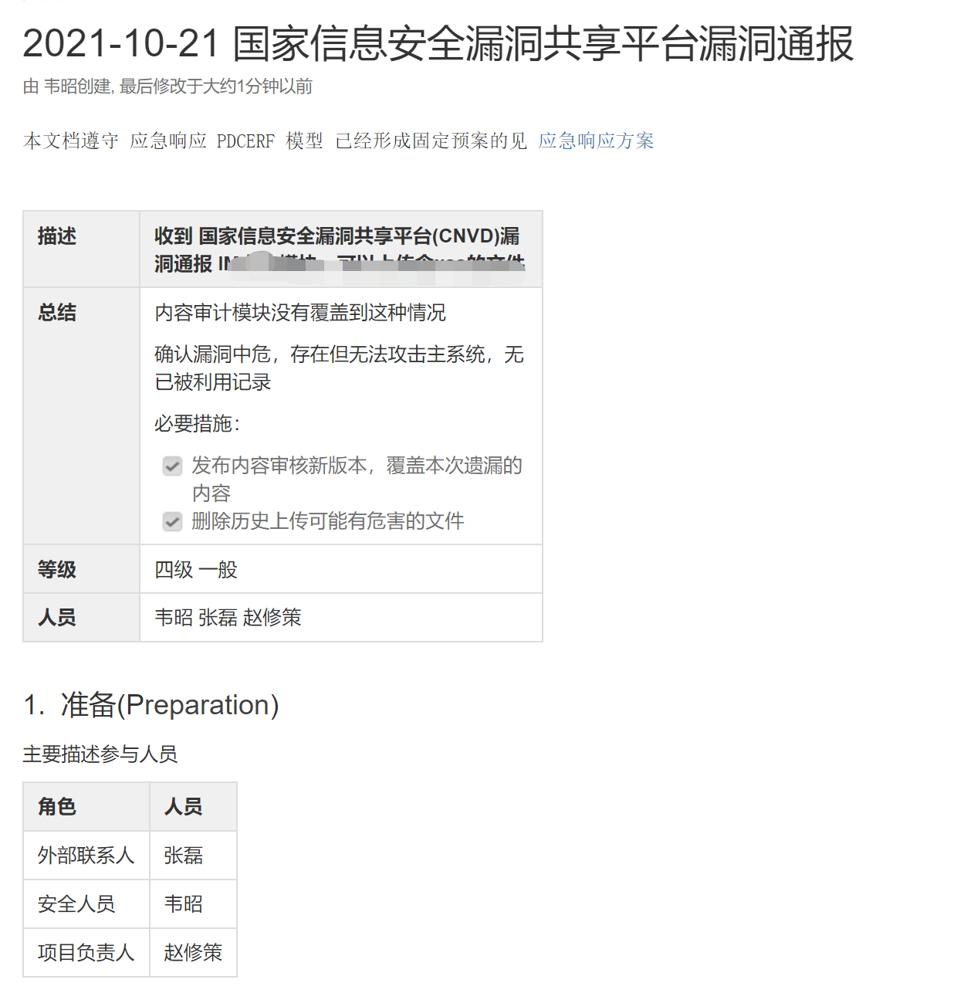 2021-10-21 国家信息安全漏洞共享平台漏洞通报
由 韦昭创建, 最后修改于大约1分钟以前
本文档遵守 应急响应 PDCERF 模型 已经形成固定预案的见 应急响应方案
描述
收到 国家信息安全漏洞共享平台(CNVD)漏
洞通报
总结
内容审计模块没有覆盖到这种情况
确认漏洞中危，存在但无法攻击主系统，无
已被利用记录
必要措施：
发布内容审核新版本，覆盖本次遗漏的
内容
删除历史上传可能有危害的文件
等级
四级 一般
人员
韦昭 张磊 赵修策
1. 准备(Preparation)
主要描述参与人员
角色 人员
外部联系人 张磊
安全人员 韦昭
项目负责人 赵修策